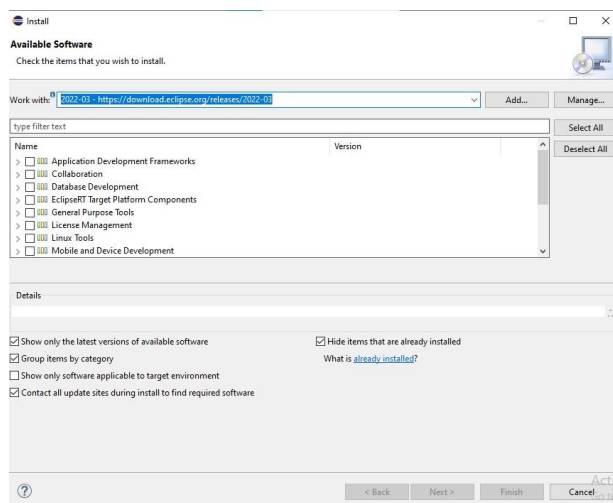 Install
Available Software
Check the items that you wish to install.
Work with: 2022-03 - https://download.eclipse.org/releases/2022-03 Add... Manage...
type filter text Select All
Name Version Deselect All
Application Development Frameworks
Collaboration
Database Development
EclipseRT Target Platform Components
General Purpose Tools
License Management
Linux Tools
Mobile and Device Development
Details
Show only the latest versions of available software Hide items that are already installed
Group items by category What is already installed?
Show only software applicable to target environment
Contact all update sites during install to find required software
< Back Next > Finish Cancel